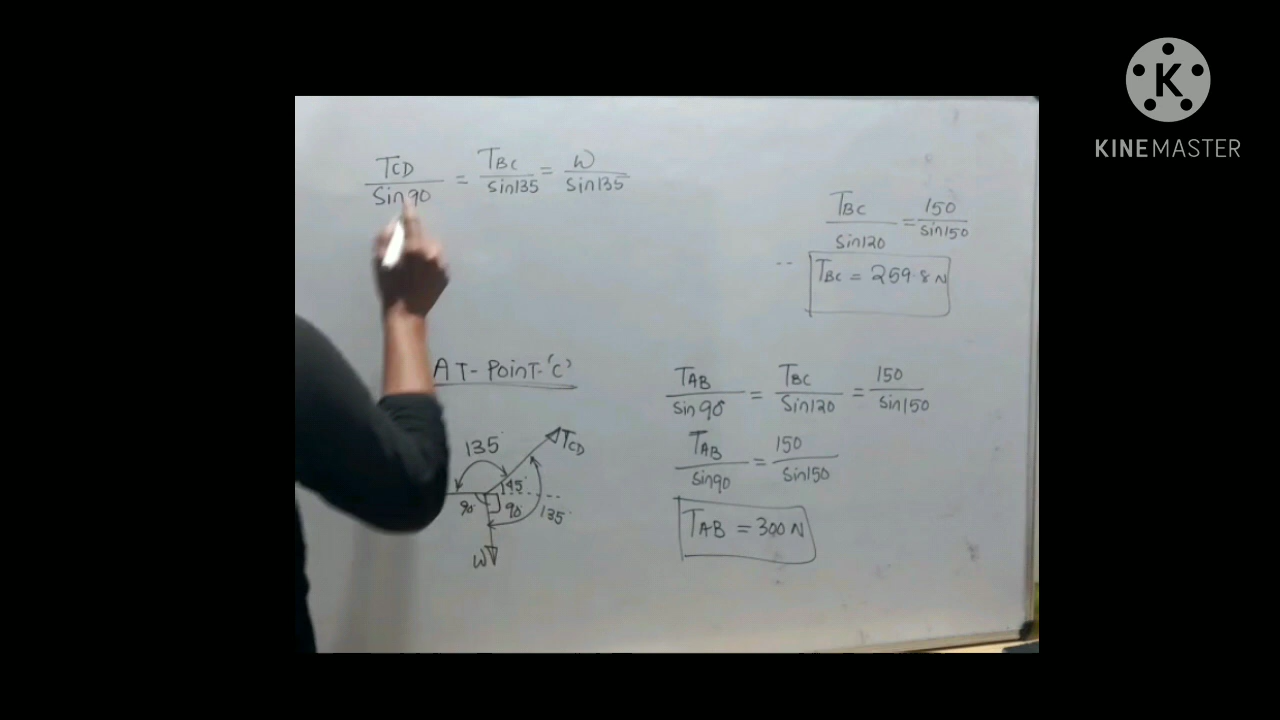 K
KINEMASTER
TCD/Sin90 = TBC/sin135 = W/sin135
TBC/sin120 = 150/sin150
TBC = 259.8 N
AT-POINT-'C'
TCD
135°
45°
90°
90°
135°
W
TAB/sin90 = TBC/sin120 = 150/sin150
TAB/sin90 = 150/sin150
TAB = 300 N